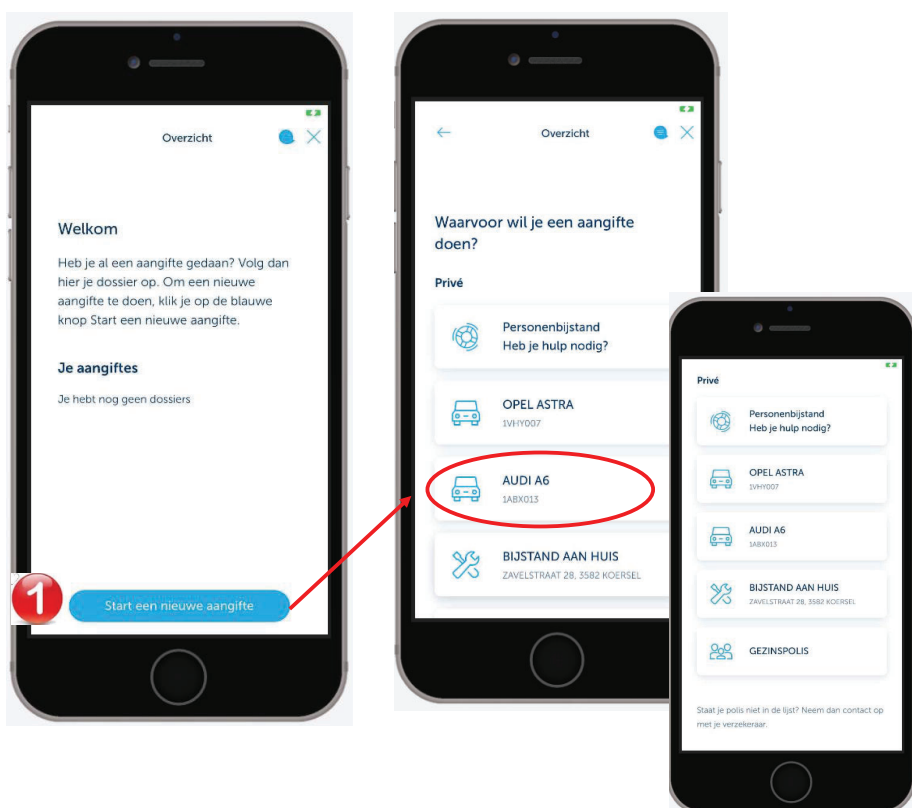 Overzicht
Welkom
Heb je al een aangifte gedaan? Volg dan
hier je dossier op. Om een nieuwe
aangifte te doen, klik je op de blauwe
knop Start een nieuwe aangifte.
Je aangiftes
Je hebt nog geen dossiers
1
Start een nieuwe aangifte
Overzicht
Waarvoor wil je een aangifte
doen?
Privé
Personenbijstand
Heb je hulp nodig?
OPEL ASTRA
1VHY007
AUDI A6
1ABX013
BIJSTAND AAN HUIS
ZAVELSTRAAT 28, 3582 KOERSEL
Privé
Personenbijstand
Heb je hulp nodig?
OPEL ASTRA
1VHY007
AUDI A6
1ABX013
BIJSTAND AAN HUIS
ZAVELSTRAAT 28, 3582 KOERSEL
GEZINSPOLIS
Staat je polis niet in de lijst? Neem dan contact op
met je verzekeraar.